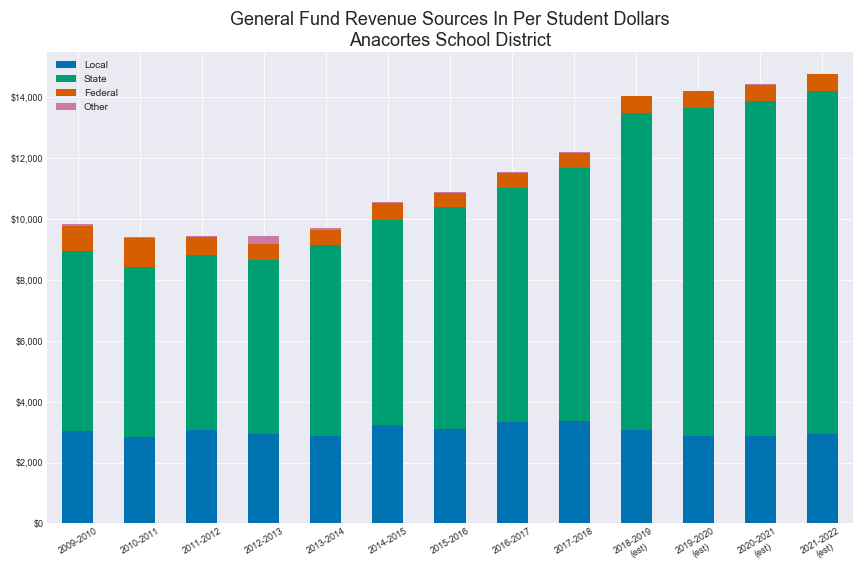 General Fund Revenue Sources In Per Student Dollars
Anacortes School District
Local
State
Federal
Other
$14,000
$12,000
$10,000
$8,000
$6,000
$4,000
$2,000
$0
2009-2010
2010-2011
2011-2012
2012-2013
2013-2014
2014-2015
2015-2016
2016-2017
2017-2018
2018-2019
(est)
2019-2020
(est)
2020-2021
(est)
2021-2022
(est)